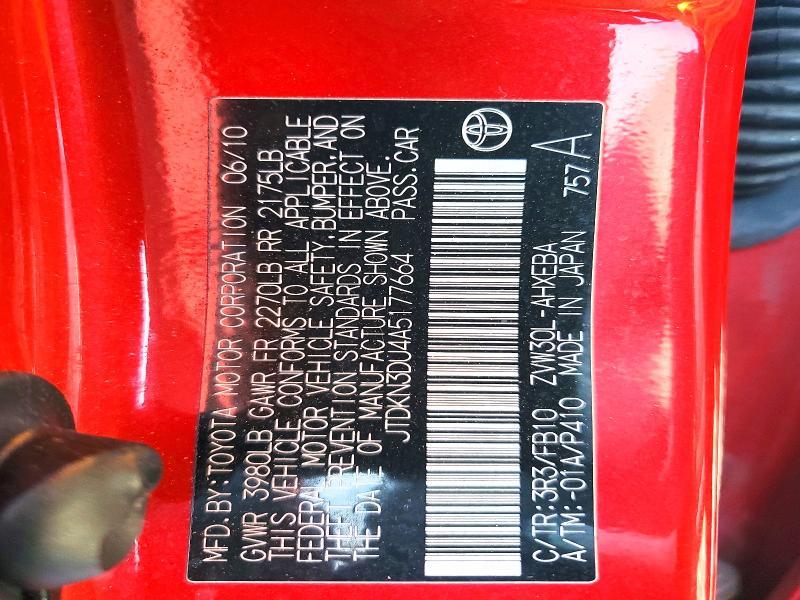 MFD. BY: TOYOTA MOTOR CORPORATION 06/10
GVWR 3980LB GAWR FR 2270LB RR 2175LB
THIS VEHICLE CONFORMS TO ALL APPLICABLE
FEDERAL MOTOR VEHICLE SAFETY, BUMPER, AND
THEFT PREVENTION STANDARDS IN EFFECT ON
THE DATE OF MANUFACTURE SHOWN ABOVE.
JTDKN3DU4A5177664 PASS. CAR
C/TR: 3R3/FB10 ZVW30L-AHXEBA
A/TM: -01A/P410 MADE IN JAPAN 757 A